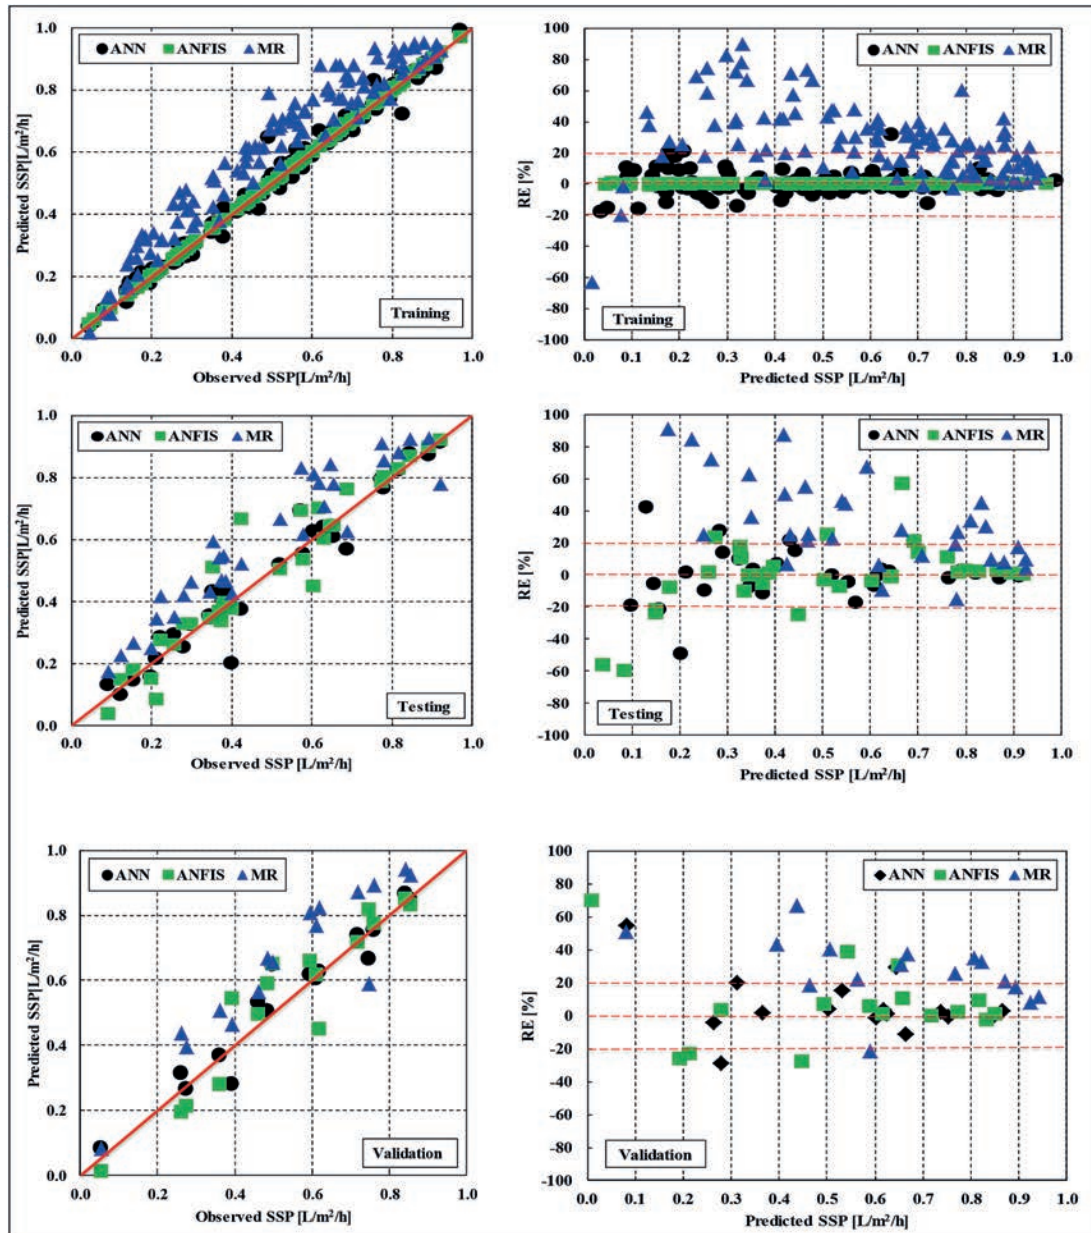 ANN ANFIS MR
Predicted SSP[L/m²/h]
1.0
0.8
0.6
0.4
0.2
0.0
Training
0.0 0.2 0.4 0.6 0.8 1.0
Observed SSP[L/m²/h]
ANN ANFIS MR
RE [%]
100
80
60
40
20
0
-20
-40
-60
-80
-100
Training
0.0 0.1 0.2 0.3 0.4 0.5 0.6 0.7 0.8 0.9 1.0
Predicted SSP [L/m²/h]
ANN ANFIS MR
Predicted SSP[L/m²/h]
1.0
0.8
0.6
0.4
0.2
0.0
Testing
0.0 0.2 0.4 0.6 0.8 1.0
Observed SSP [L/m²/h]
ANN ANFIS MR
RE [%]
100
80
60
40
20
0
-20
-40
-60
-80
-100
Testing
0.0 0.1 0.2 0.3 0.4 0.5 0.6 0.7 0.8 0.9 1.0
Predicted SSP [L/m²/h]
ANN ANFIS MR
Predicted SSP[L/m²/h]
1.0
0.8
0.6
0.4
0.2
0.0
Validation
0.0 0.2 0.4 0.6 0.8 1.0
Observed SSP [L/m²/h]
ANN ANFIS MR
RE [%]
100
80
60
40
20
0
-20
-40
-60
-80
-100
Validation
0.0 0.1 0.2 0.3 0.4 0.5 0.6 0.7 0.8 0.9 1.0
Predicted SSP [L/m²/h]